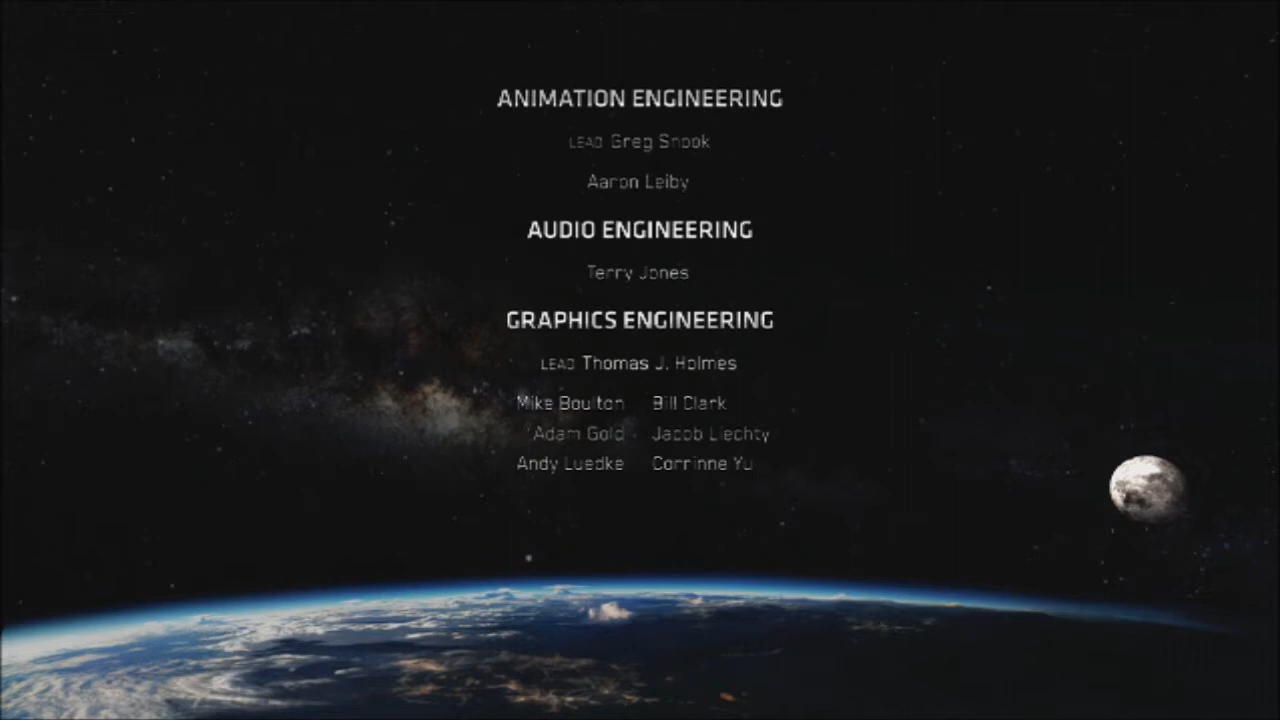 ANIMATION ENGINEERING
LEAD Greg Snook
Aaron Leiby
AUDIO ENGINEERING
Terry Jones
GRAPHICS ENGINEERING
LEAD Thomas J. Holmes
Mike Boulton Bill Clark
Adam Gold Jacob Liechty
Andy Luedke Corrinne Yu